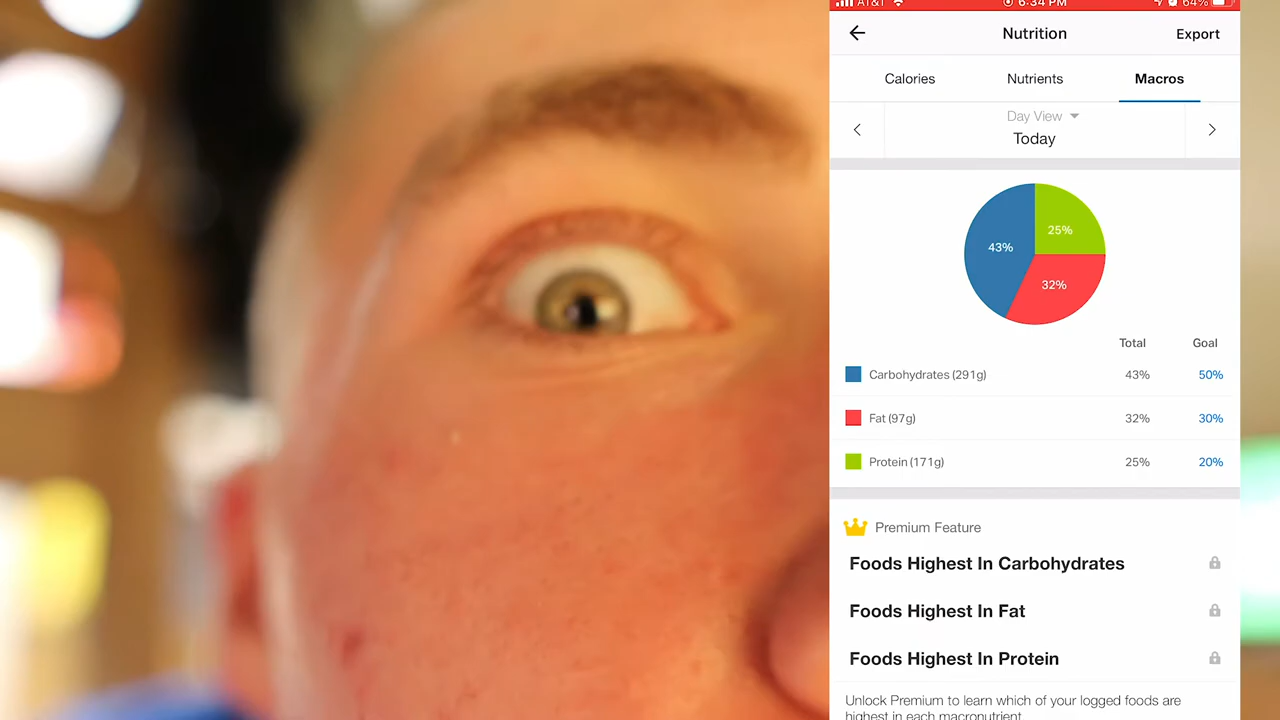 AT&T 6:34 PM 64%
Nutrition Export
Calories Nutrients Macros
Day View
Today
25%
43%
32%
Total Goal
Carbohydrates (291g) 43% 50%
Fat (97g) 32% 30%
Protein (171g) 25% 20%
Premium Feature
Foods Highest In Carbohydrates
Foods Highest In Fat
Foods Highest In Protein
Unlock Premium to learn which of your logged foods are
highest in each macronutrient.